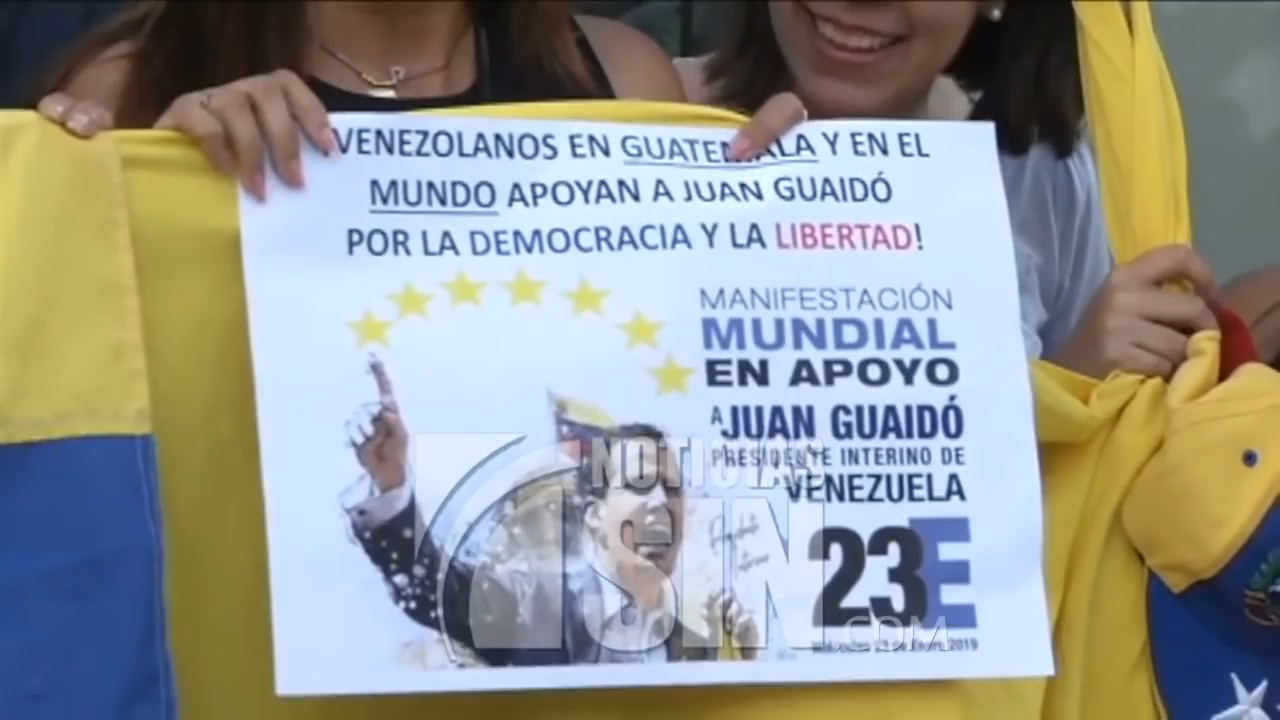 VENEZOLANOS EN GUATEMALA Y EN EL
MUNDO APOYAN A JUAN GUAIDÓ
POR LA DEMOCRACIA Y LA LIBERTAD!
MANIFESTACIÓN
MUNDIAL
EN APOYO
A JUAN GUAIDÓ
PRESIDENTE INTERINO DE
VENEZUELA
23E
2019
NOTICIAS
SIN
.COM